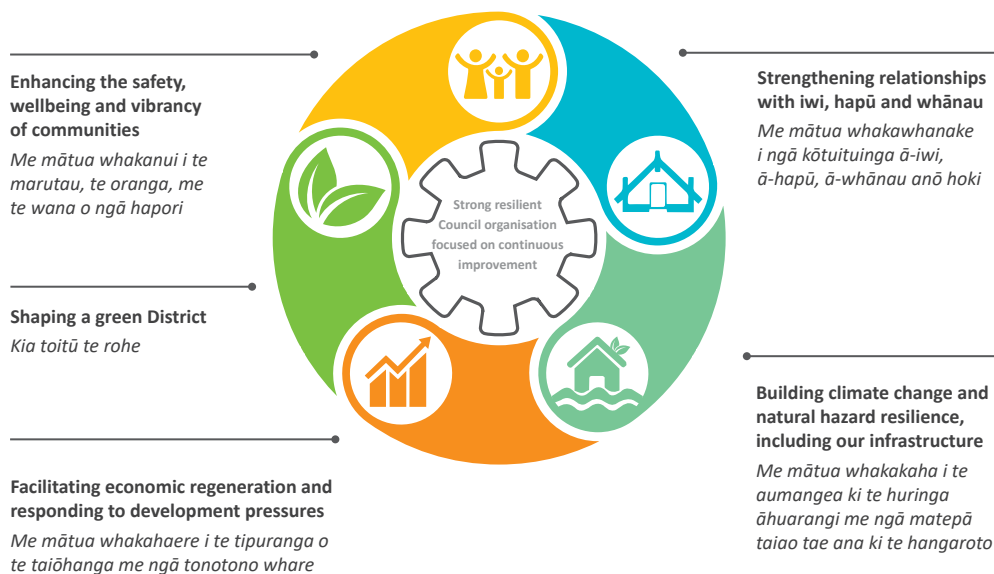 Enhancing the safety,
wellbeing and vibrancy
of communities
Me mātua whakanui i te
marutau, te oranga, me
te wana o ngā hapori
Shaping a green District
Kia toitū te rohe
Facilitating economic regeneration and
responding to development pressures
Me mātua whakahaere i te tipuranga o
te taiōhanga me ngā tonotono whare
Strong resilient
Council organisation
focused on continuous
improvement
Strengthening relationships
with iwi, hapū and whānau
Me mātua whakawhanake
i ngā kōtuituinga ā-iwi,
ā-hapū, ā-whānau anō hoki
Building climate change and
natural hazard resilience,
including our infrastructure
Me mātua whakakaha i te
aumangea ki te huringa
āhuarangi me ngā matepā
taiao tae ana ki te hangaroto